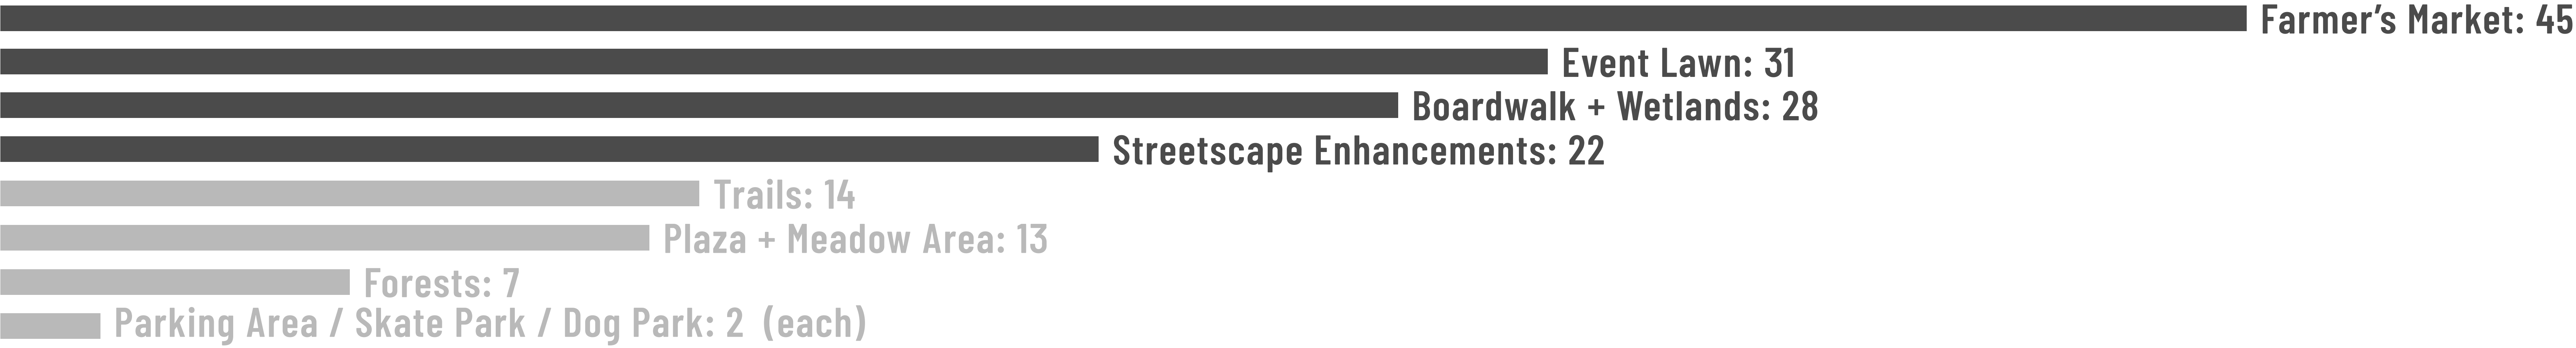 Farmer’s Market: 45
Event Lawn: 31
Boardwalk + Wetlands: 28
Streetscape Enhancements: 22
Trails: 14
Plaza + Meadow Area: 13
Forests: 7
Parking Area / Skate Park / Dog Park: 2 (each)